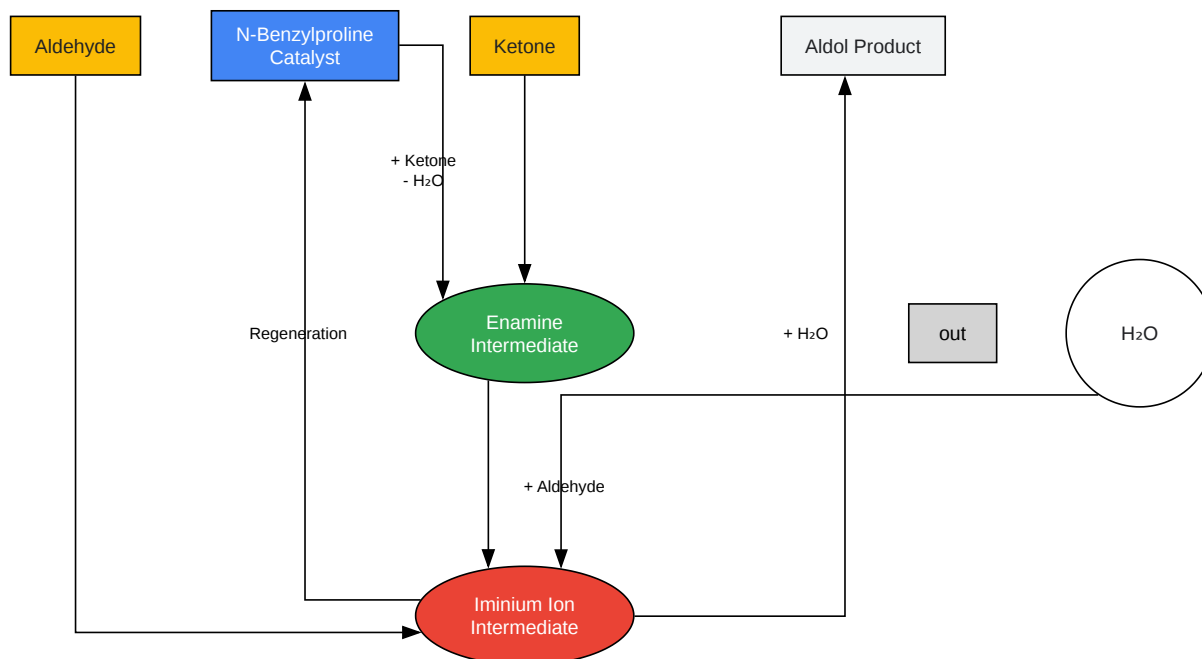 Aldehyde
N-Benzylproline
Catalyst
Ketone
Aldol Product
+ Ketone
- H₂O
Regeneration
Enamine
Intermediate
+ H₂O
out
H₂O
+ Aldehyde
Iminium Ion
Intermediate